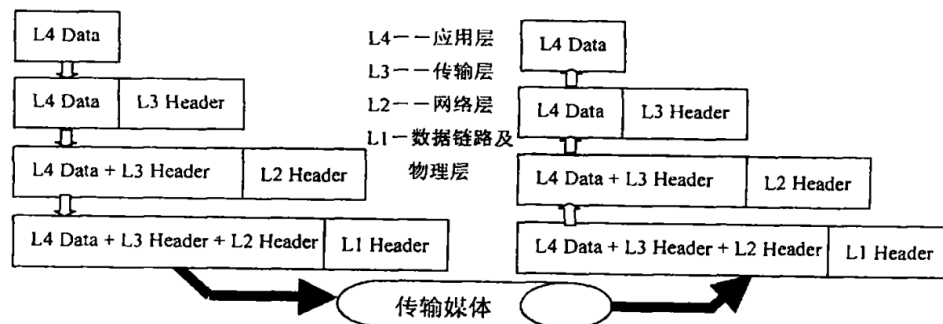 L4 Data
L4 Data L3 Header
L4 Data + L3 Header L2 Header
L4 Data + L3 Header + L2 Header L1 Header
L4——应用层
L3——传输层
L2——网络层
L1—数据链路及
物理层
L4 Data
L4 Data L3 Header
L4 Data + L3 Header L2 Header
L4 Data + L3 Header + L2 Header L1 Header
传输媒体